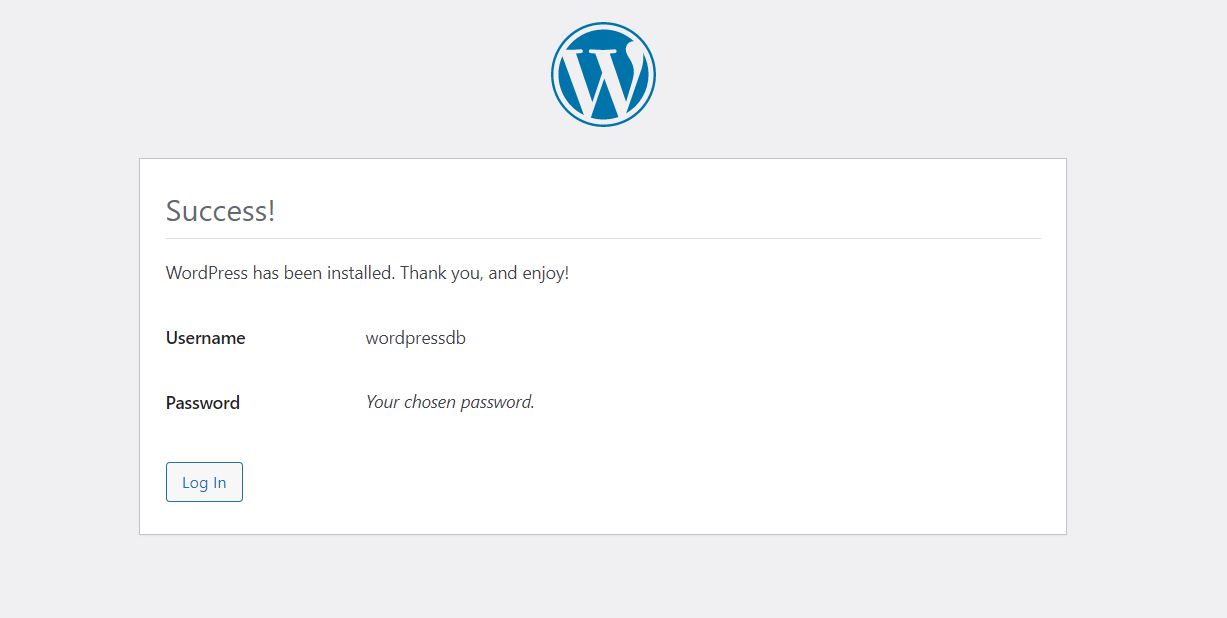 Success!
WordPress has been installed. Thank you, and enjoy!
Username wordpressdb
Password Your chosen password.
Log In